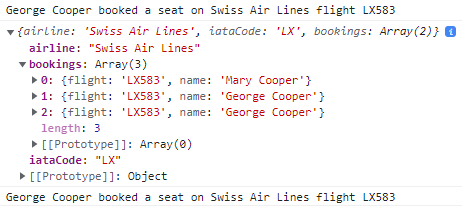 George Cooper booked a seat on Swiss Air Lines flight LX583
▼{airline: 'Swiss Air Lines', iataCode: 'LX', bookings: Array(2)} i
airline: "Swiss Air Lines"
▼bookings: Array(3)
▶0: {flight: 'LX583', name: 'Mary Cooper'}
▶1: {flight: 'LX583', name: 'George Cooper'}
▶2: {flight: 'LX583', name: 'George Cooper'}
length: 3
▶[[Prototype]]: Array(0)
iataCode: "LX"
▶[[Prototype]]: Object
George Cooper booked a seat on Swiss Air Lines flight LX583